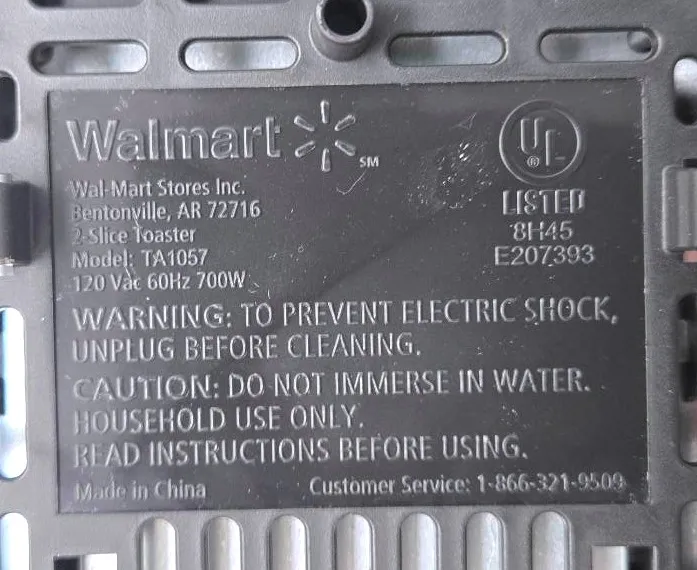 Walmart SM
Wal-Mart Stores Inc.
Bentonville, AR 72716
2-Slice Toaster
Model: TA1057
120 Vac 60Hz 700W
UL ®
LISTED
8H45
E207393
WARNING: TO PREVENT ELECTRIC SHOCK,
UNPLUG BEFORE CLEANING.
CAUTION: DO NOT IMMERSE IN WATER.
HOUSEHOLD USE ONLY.
READ INSTRUCTIONS BEFORE USING.
Made in China
Customer Service: 1-866-321-9509